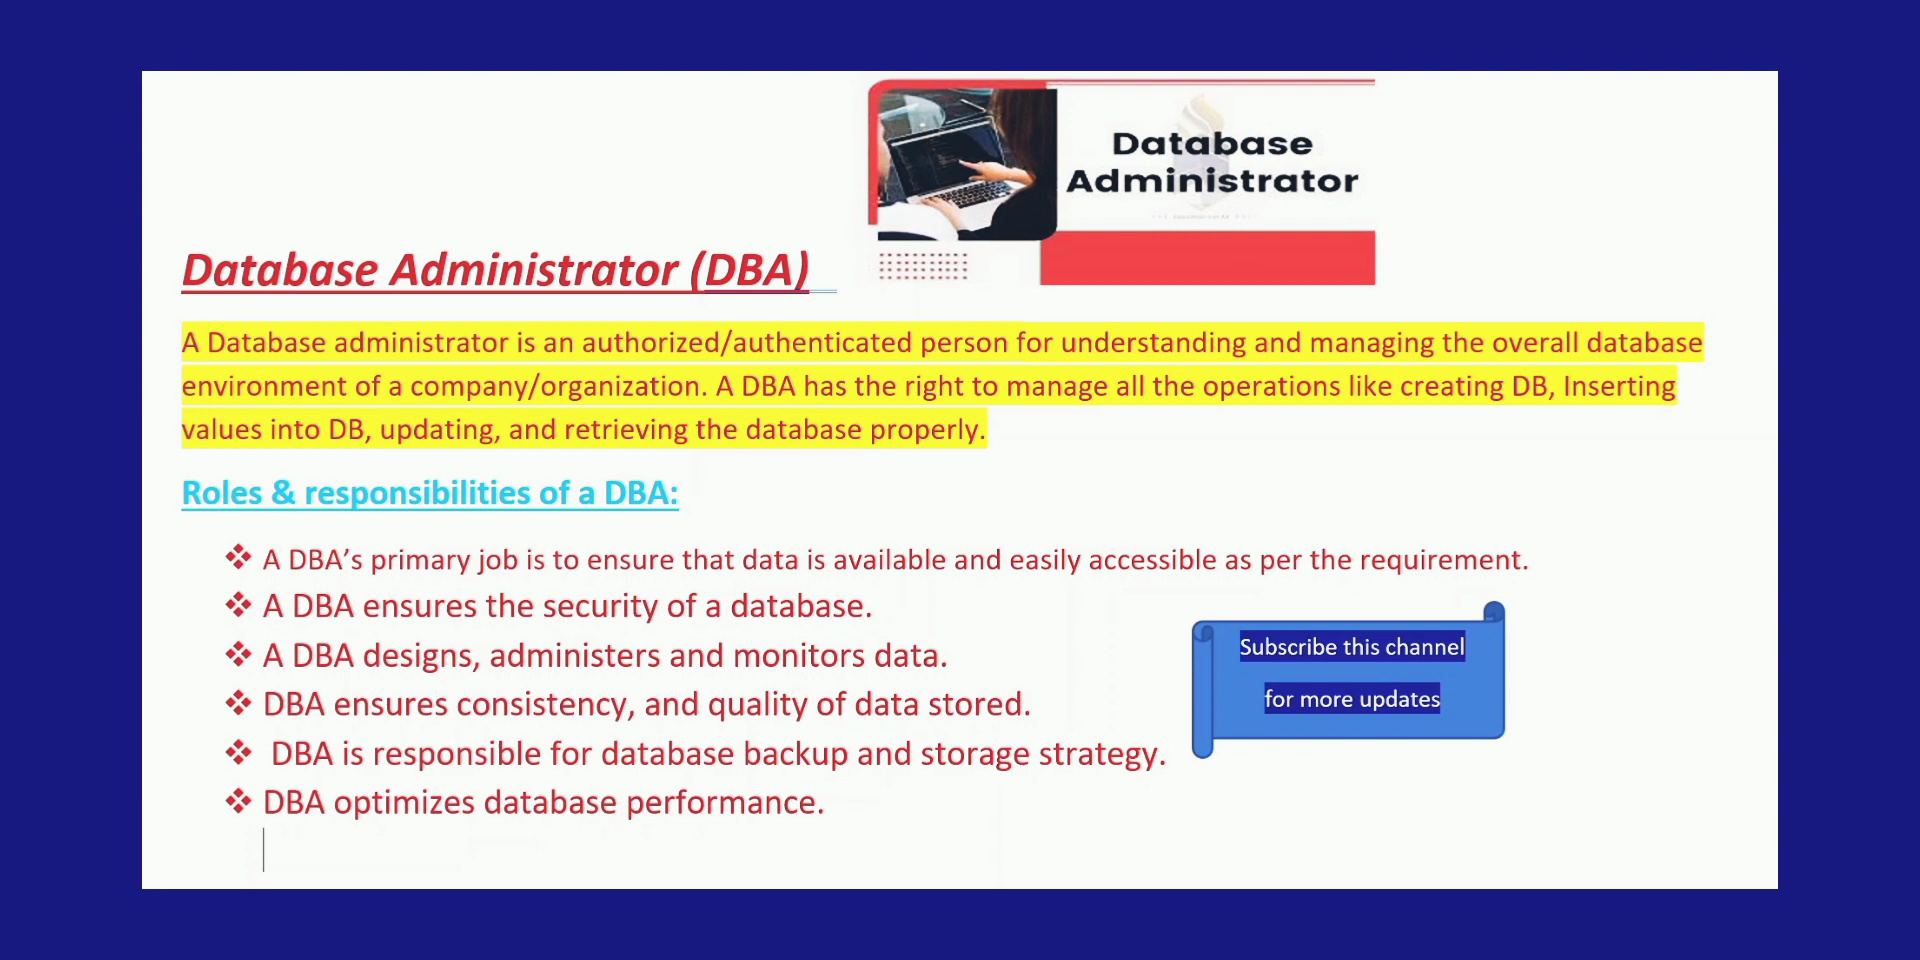 Database
Administrator
Database Administrator (DBA)
A Database administrator is an authorized/authenticated person for understanding and managing the overall database
environment of a company/organization. A DBA has the right to manage all the operations like creating DB, Inserting
values into DB, updating, and retrieving the database properly.
Roles & responsibilities of a DBA:
❖ A DBA’s primary job is to ensure that data is available and easily accessible as per the requirement.
❖ A DBA ensures the security of a database.
❖ A DBA designs, administers and monitors data.
❖ DBA ensures consistency, and quality of data stored.
❖ DBA is responsible for database backup and storage strategy.
❖ DBA optimizes database performance.
Subscribe this channel
for more updates